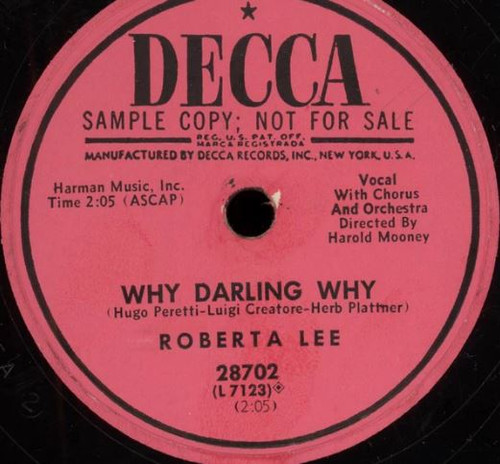 DECCA
SAMPLE COPY; NOT FOR SALE
REG. U.S. PAT. OFF.
MARCA REGISTRADA
MANUFACTURED BY DECCA RECORDS, INC., NEW YORK, U.S.A.
Harman Music, Inc.
Time 2:05 (ASCAP)
Vocal
With Chorus
And Orchestra
Directed By
Harold Mooney
WHY DARLING WHY
(Hugo Peretti-Luigi Creatore-Herb Plattner)
ROBERTA LEE
28702
(L 7123)
(2:05)